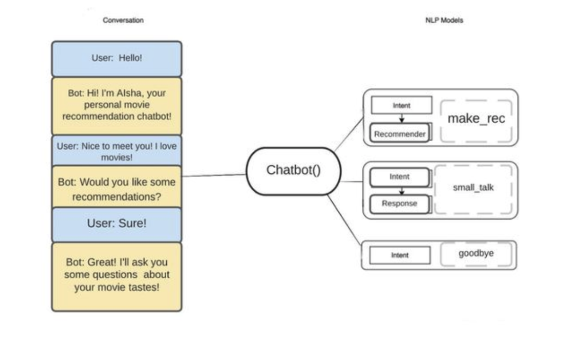 Conversation
User: Hello!
Bot: Hi! I'm AIsha, your
personal movie
recommendation chatbot!
User: Nice to meet you! I love
movies!
Bot: Would you like some
recommendations?
User: Sure!
Bot: Great! I'll ask you
some questions about
your movie tastes!
Chatbot()
NLP Models
Intent
Recommender
make_rec
Intent
Response
small_talk
Intent
goodbye